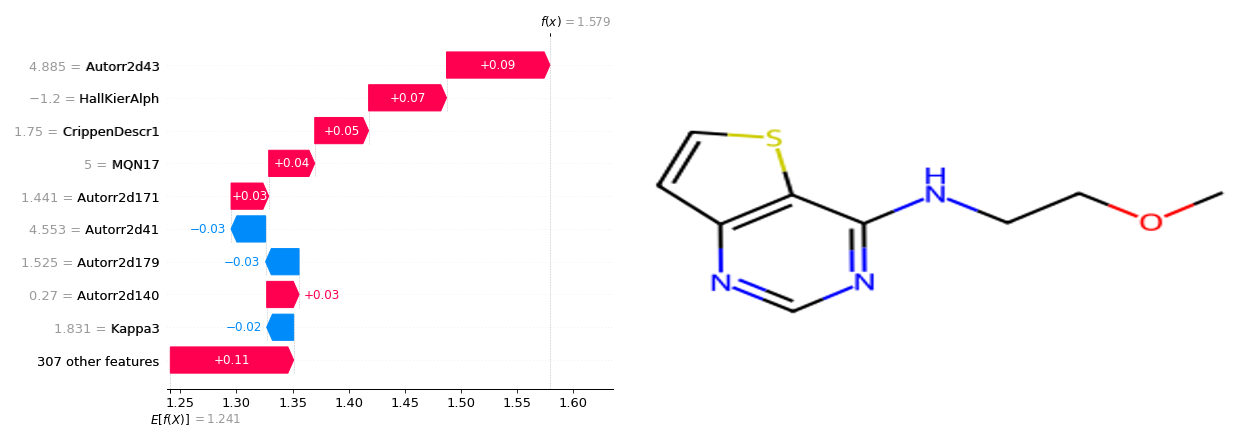 f(x) = 1.579
4.885 = Autorr2d43
+0.09
−1.2 = HallKierAlph
+0.07
1.75 = CrippenDescr1
+0.05
5 = MQN17
+0.04
1.441 = Autorr2d171
+0.03
4.553 = Autorr2d41
−0.03
1.525 = Autorr2d179
−0.03
0.27 = Autorr2d140
+0.03
1.831 = Kappa3
−0.02
307 other features
+0.11
1.25 1.30 1.35 1.40 1.45 1.50 1.55 1.60
E[f(X)] = 1.241
S
H
N
O
N
N